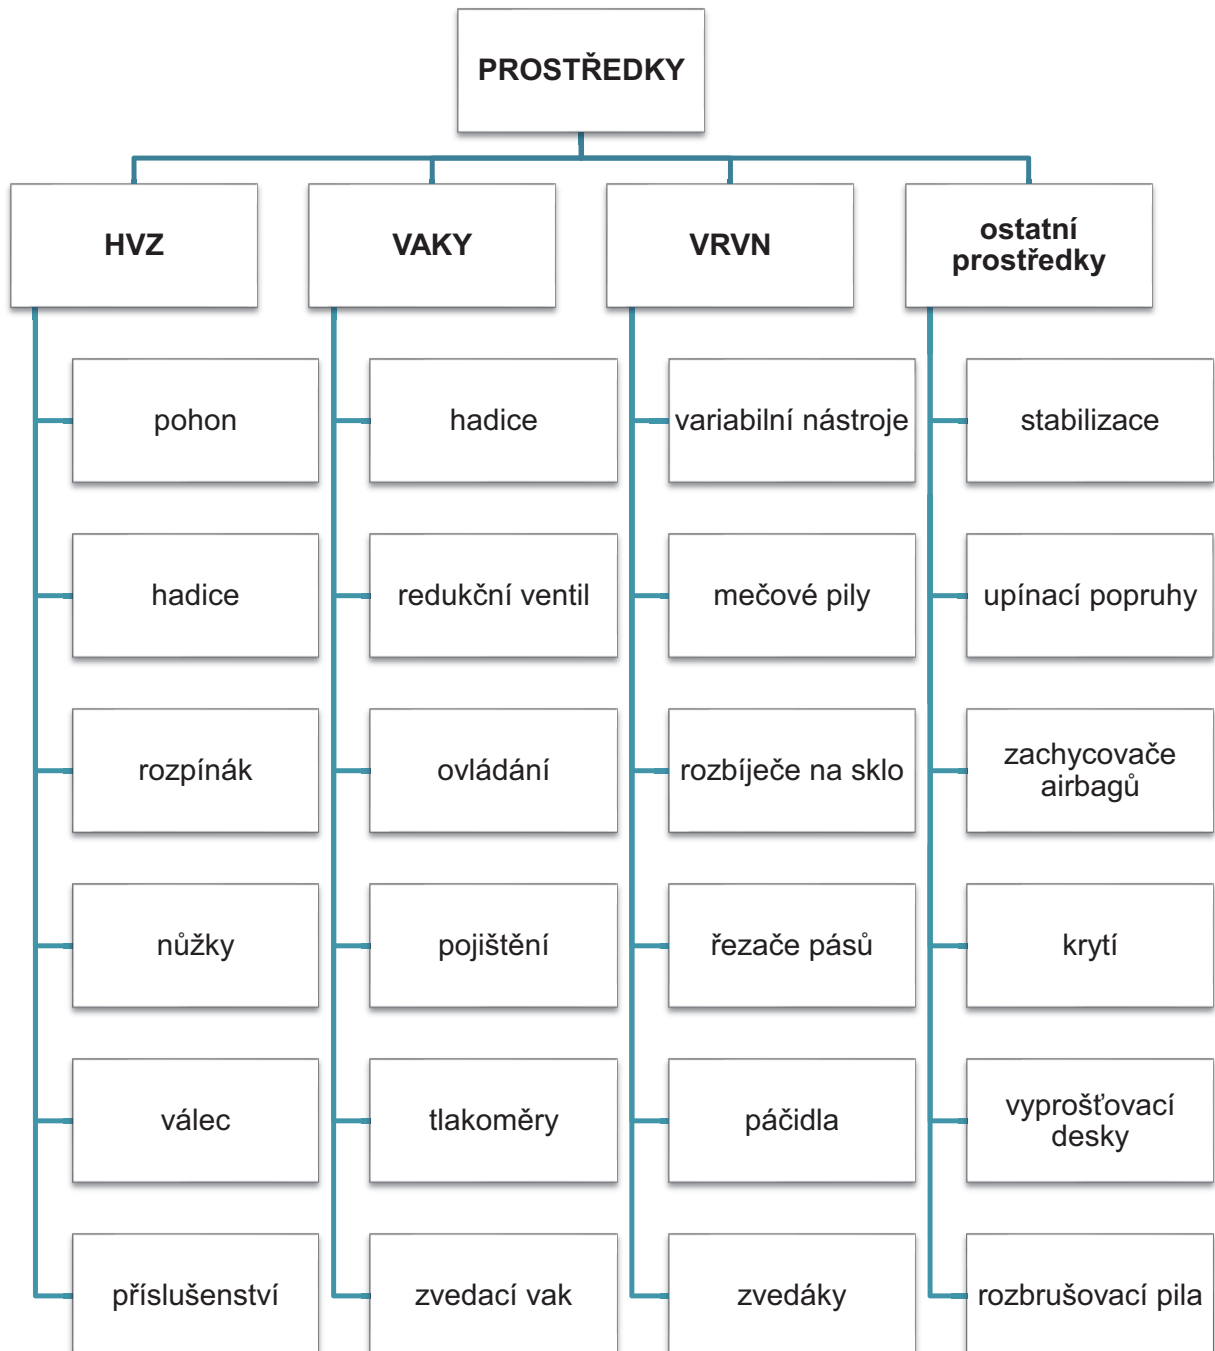 PROSTŘEDKY
HVZ
VAKY
VRVN
ostatní
prostředky
pohon
hadice
variabilní nástroje
stabilizace
hadice
redukční ventil
mečové pily
upínací popruhy
rozpínák
ovládání
rozbíječe na sklo
zachycovače
airbagů
nůžky
pojištění
řezače pásů
krytí
válec
tlakoměry
páčidla
vyprošťovací
desky
příslušenství
zvedací vak
zvedáky
rozbrušovací pila